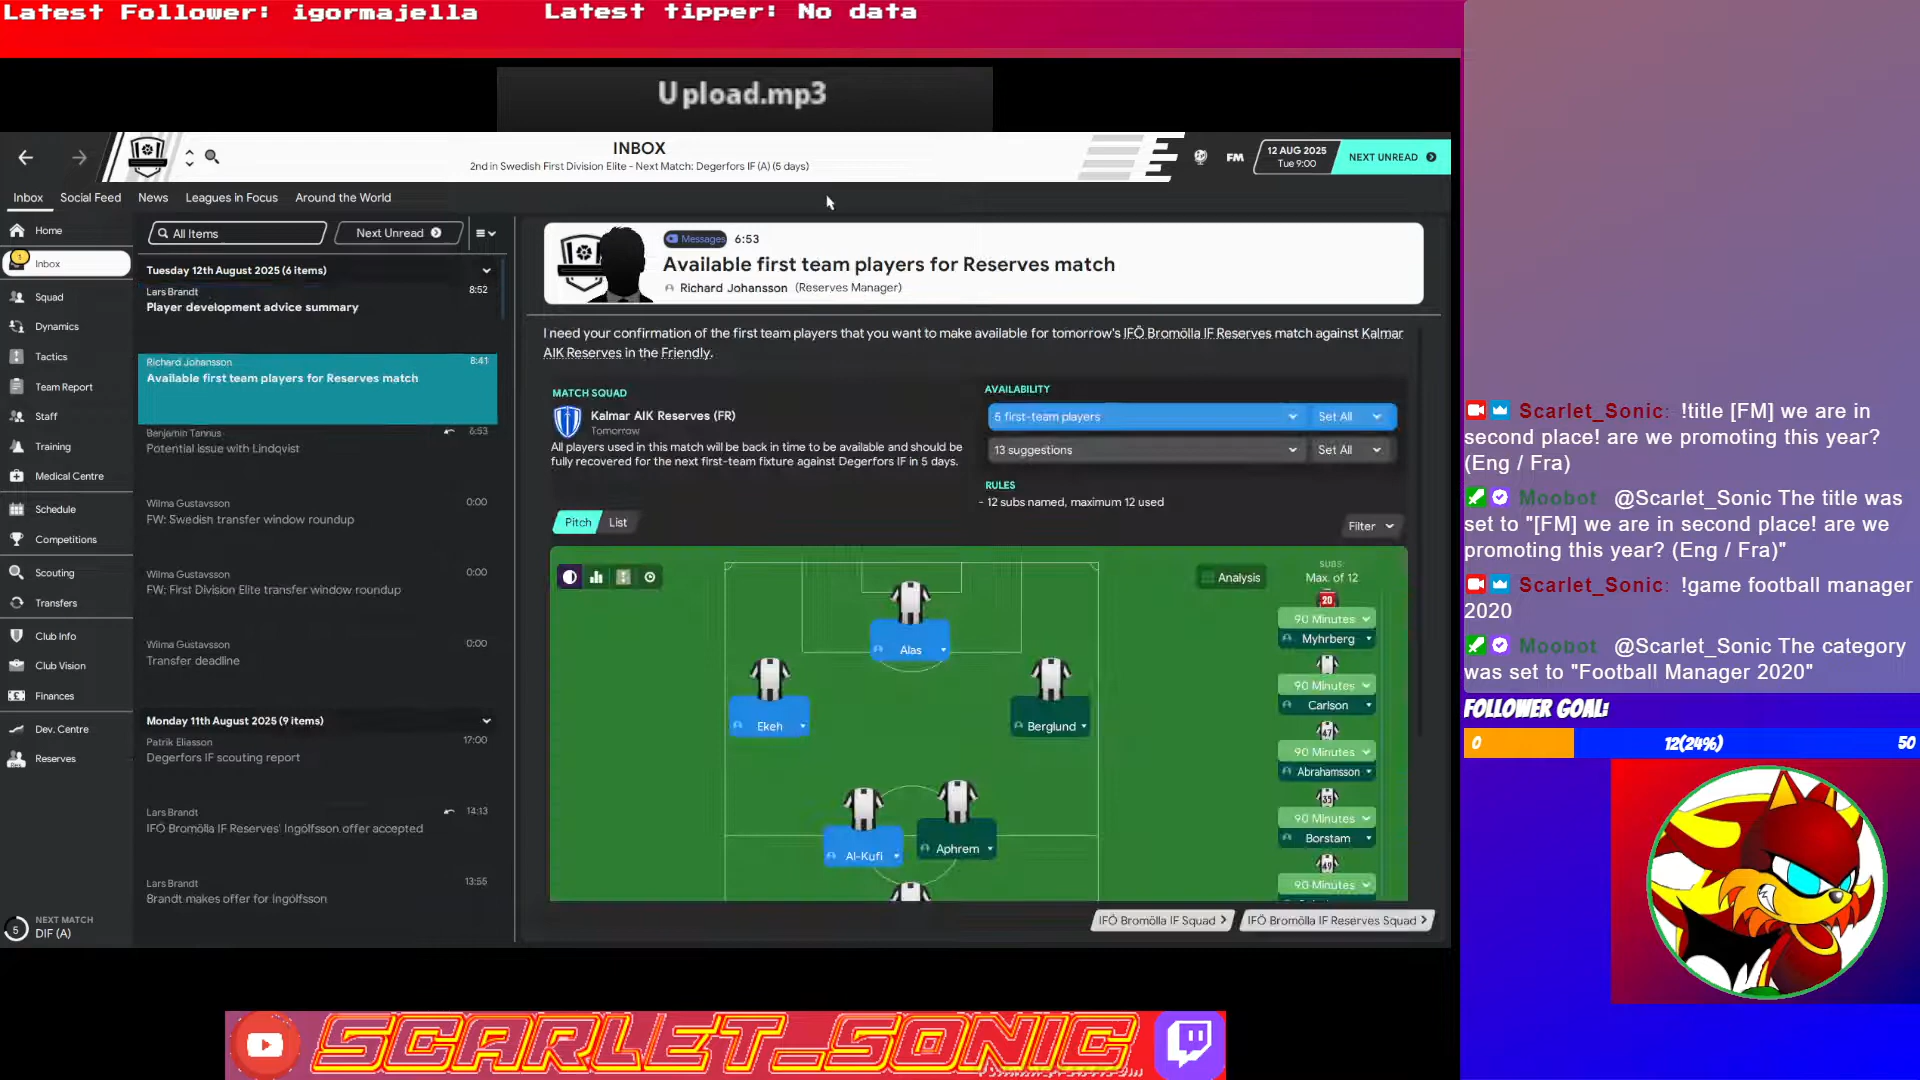 Latest Follower: igormajella
Latest tipper: No data
Upload.mp3
INBOX
2nd in Swedish First Division Elite - Next Match: Degerfors IF (A) (5 days)
FM
12 AUG 2025
Tue 9:00
NEXT UNREAD
Inbox
Social Feed
News
Leagues in Focus
Around the World
Home
1
Inbox
Squad
Dynamics
Tactics
Team Report
Staff
Training
Medical Centre
Schedule
Competitions
Scouting
Transfers
Club Info
Club Vision
Finances
Dev. Centre
Reserves
5
NEXT MATCH
DIF (A)
All Items
Next Unread
Tuesday 12th August 2025 (6 items)
Lars Brandt
8:52
Player development advice summary
Richard Johansson
8:41
Available first team players for Reserves match
Benjamin Tannus
6:53
Potential issue with Lindqvist
Wilma Gustavsson
0:00
FW: Swedish transfer window roundup
Wilma Gustavsson
0:00
FW: First Division Elite transfer window roundup
Wilma Gustavsson
0:00
Transfer deadline
Monday 11th August 2025 (9 items)
Patrik Eliasson
17:00
Degerfors IF scouting report
Lars Brandt
14:13
IFÖ Bromölla IF Reserves' Ingólfsson offer accepted
Lars Brandt
13:55
Brandt makes offer for Ingólfsson
Messages
6:53
Available first team players for Reserves match
Richard Johansson (Reserves Manager)
I need your confirmation of the first team players that you want to make available for tomorrow's IFÖ Bromölla IF Reserves match against Kalmar
AIK Reserves in the Friendly.
MATCH SQUAD
Kalmar AIK Reserves (FR)
Tomorrow
All players used in this match will be back in time to be available and should be
fully recovered for the next first-team fixture against Degerfors IF in 5 days.
AVAILABILITY
5 first-team players
Set All
13 suggestions
Set All
RULES
- 12 subs named, maximum 12 used
Pitch
List
Filter
Analysis
SUBS:
Max. of 12
Alas
Ekeh
Berglund
Al-Kufi
Aphrem
20
90 Minutes
Myhrberg
90 Minutes
Carlson
47
90 Minutes
Abrahamsson
35
90 Minutes
Borstam
49
90 Minutes
IFÖ Bromölla IF Squad
IFÖ Bromölla IF Reserves Squad
Scarlet_Sonic: !title [FM] we are in
second place! are we promoting this year?
(Eng / Fra)
Moobot @Scarlet_Sonic The title was
set to "[FM] we are in second place! are we
promoting this year? (Eng / Fra)"
Scarlet_Sonic: !game football manager
2020
Moobot @Scarlet_Sonic The category
was set to "Football Manager 2020"
FOLLOWER GOAL:
0
12(24%)
50
SCARLET_SONIC